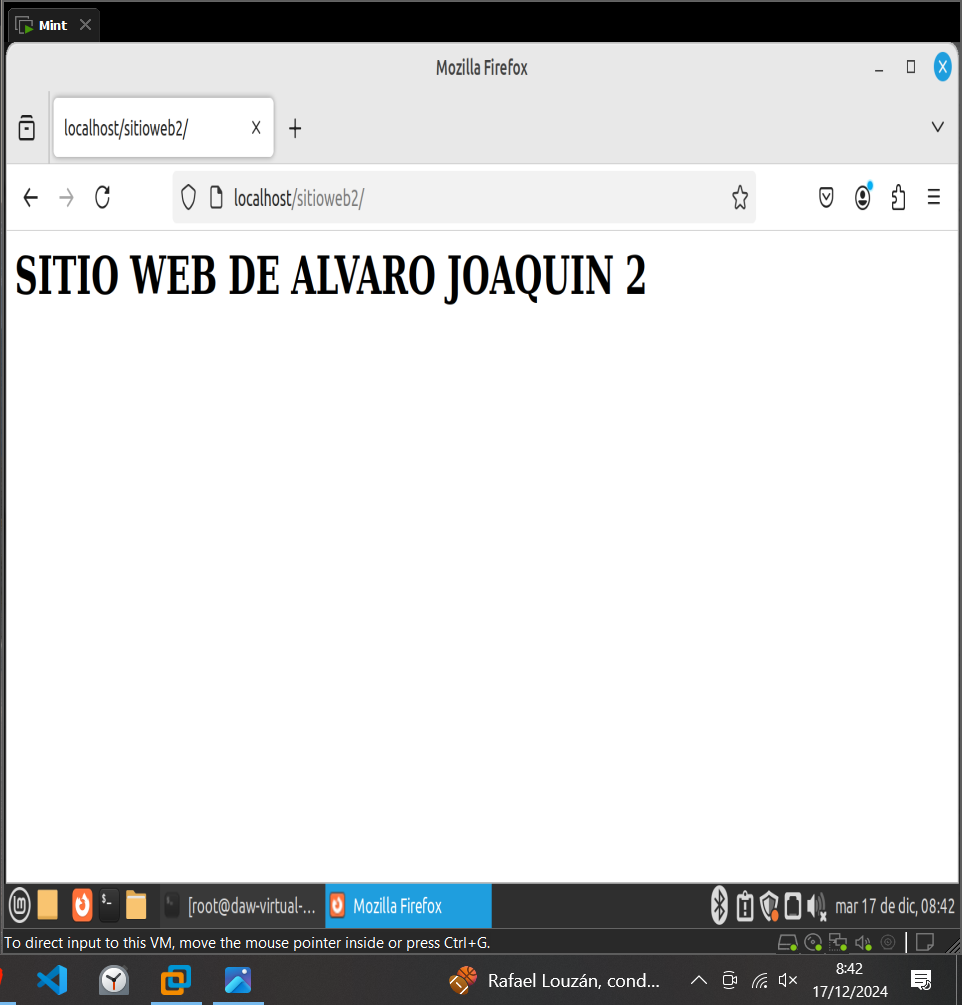 Mint
Mozilla Firefox
localhost/sitioweb2/
localhost/sitioweb2/
SITIO WEB DE ALVARO JOAQUIN 2
[root@daw-virtual-...
Mozilla Firefox
mar 17 de dic, 08:42
To direct input to this VM, move the mouse pointer inside or press Ctrl+G.
Rafael Louzán, cond...
8:42
17/12/2024